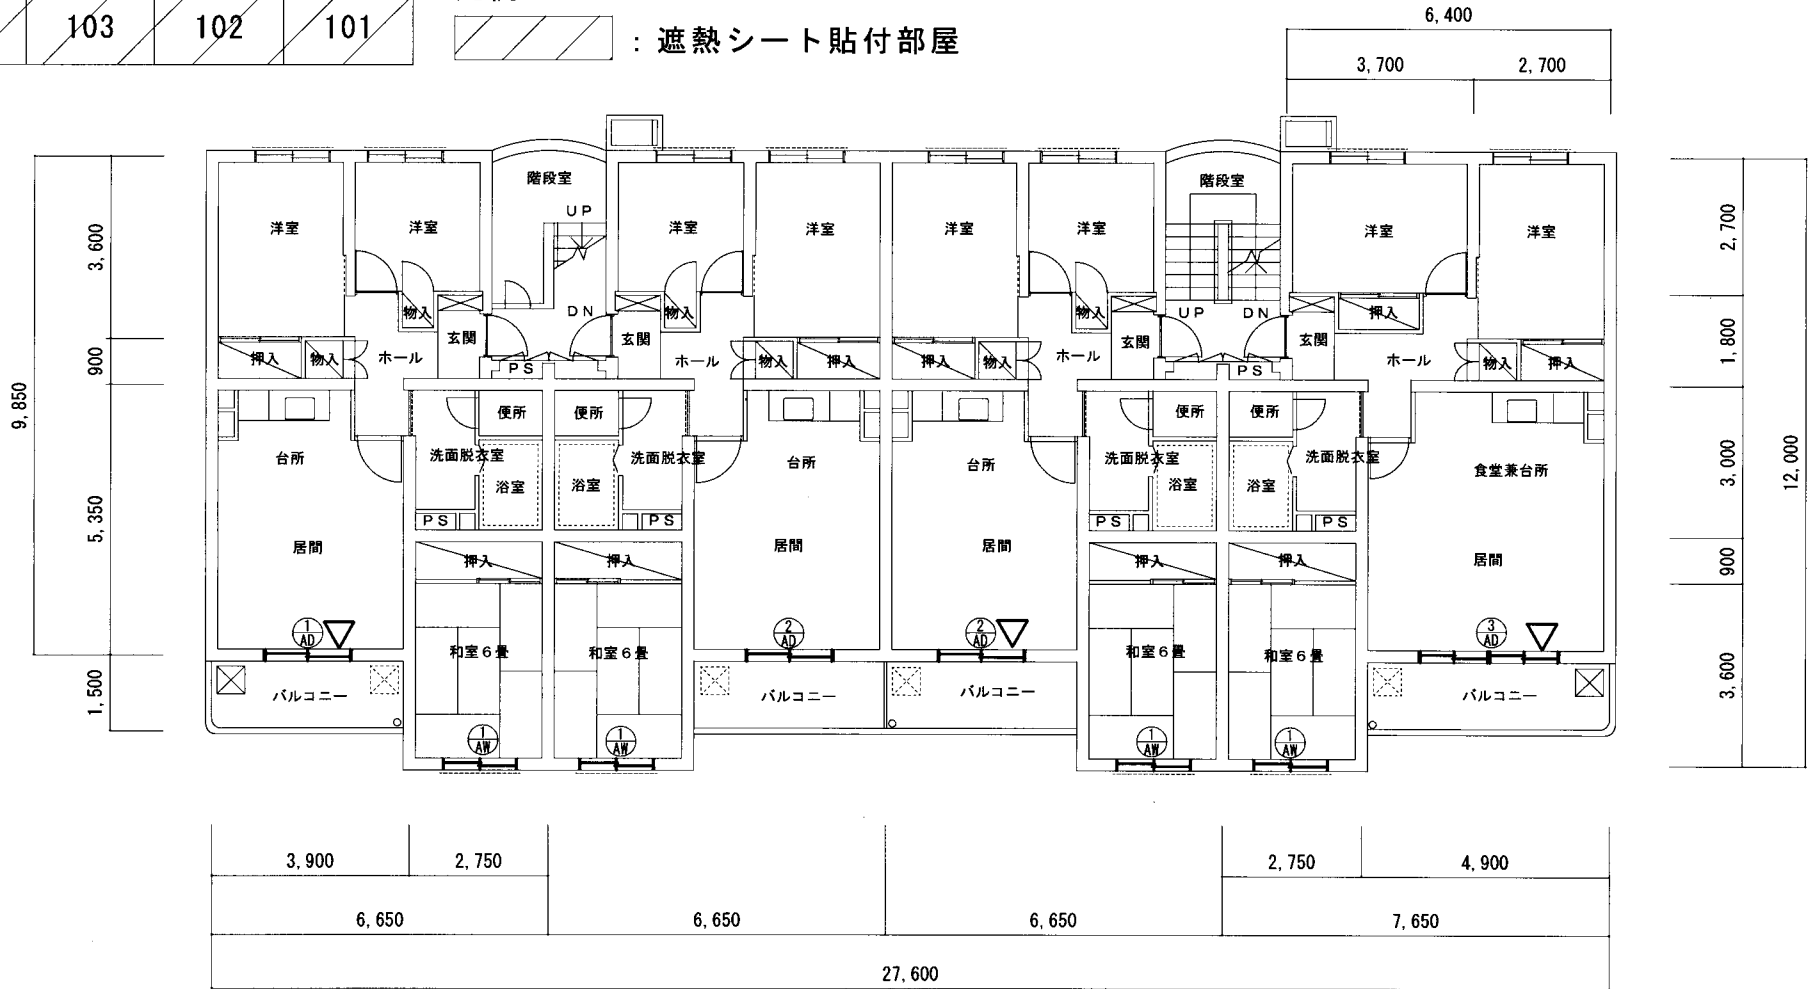 103 102 101
：遮熱シート貼付部屋
6,400
3,700 2,700
階段室 階段室
UP
洋室 洋室 洋室 洋室 洋室 洋室 洋室 洋室
3,600 2,700
物入 DN 物入 物入 UP DN 押入
玄関 玄関 玄関 玄関
押入 物入 ホール PS ホール 物入 押入 押入 物入 ホール PS ホール 物入 押入
900 1,800
9,850
便所 便所 便所 便所
台所 洗面脱衣室 洗面脱衣室 台所 台所 洗面脱衣室 洗面脱衣室 食堂兼台所
浴室 浴室 浴室 浴室
3,000
12,000
5,350
PS PS PS PS
居間 居間 居間 居間
押入 押入 押入 押入
900
1 AD 2 AD 2 AD 3 AD
和室6畳 和室6畳 和室6畳 和室6畳
1,500 3,600
バルコニー バルコニー バルコニー バルコニー
1 AW 1 AW 1 AW 1 AW
3,900 2,750 2,750 4,900
6,650 6,650 6,650 7,650
27,600